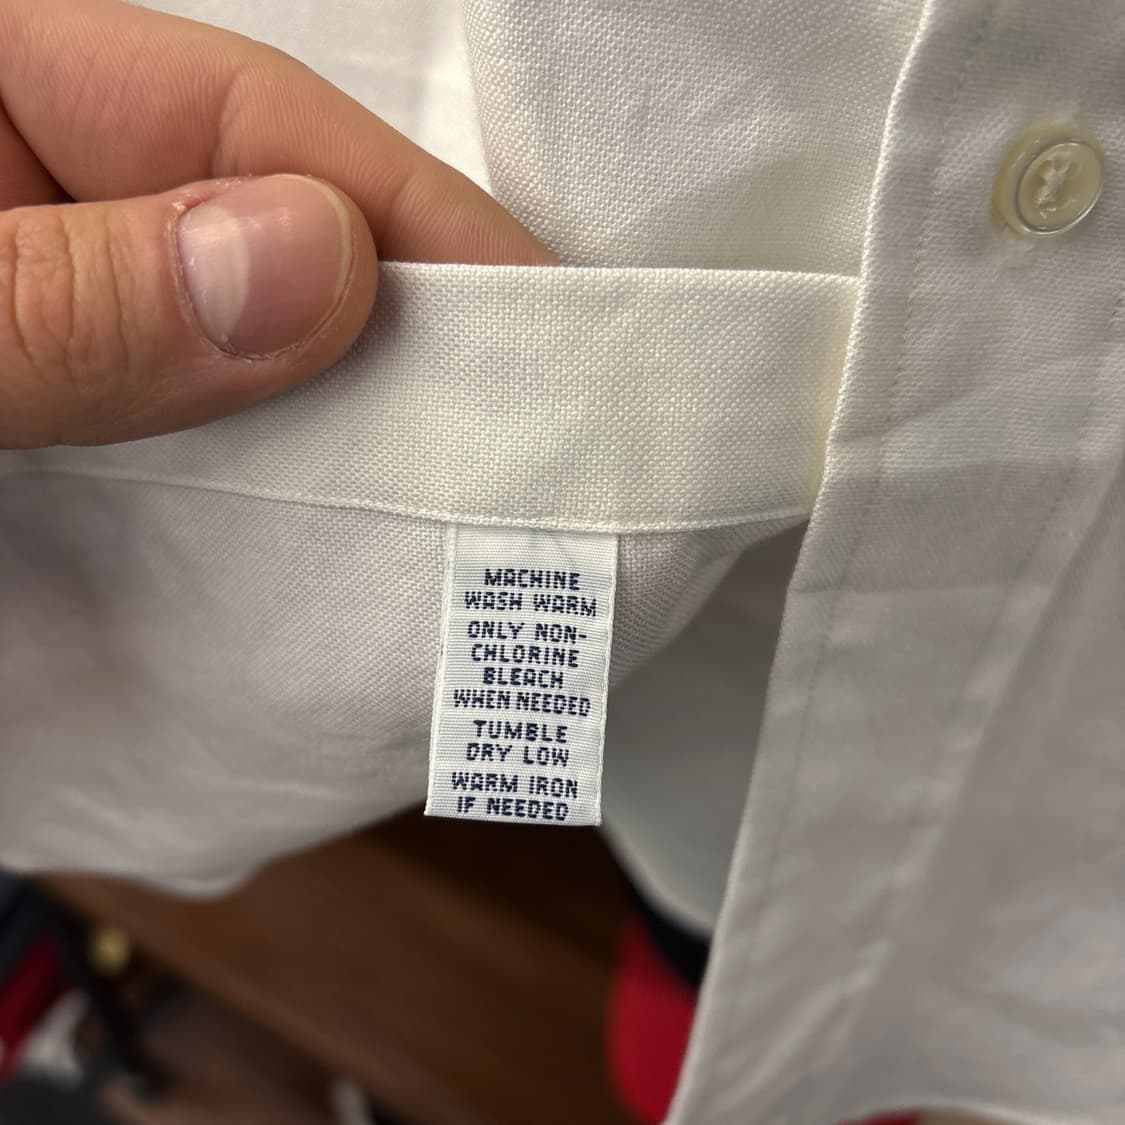 MACHINE
WASH WARM
ONLY NON-
CHLORINE
BLEACH
WHEN NEEDED
TUMBLE
DRY LOW
WARM IRON
IF NEEDED